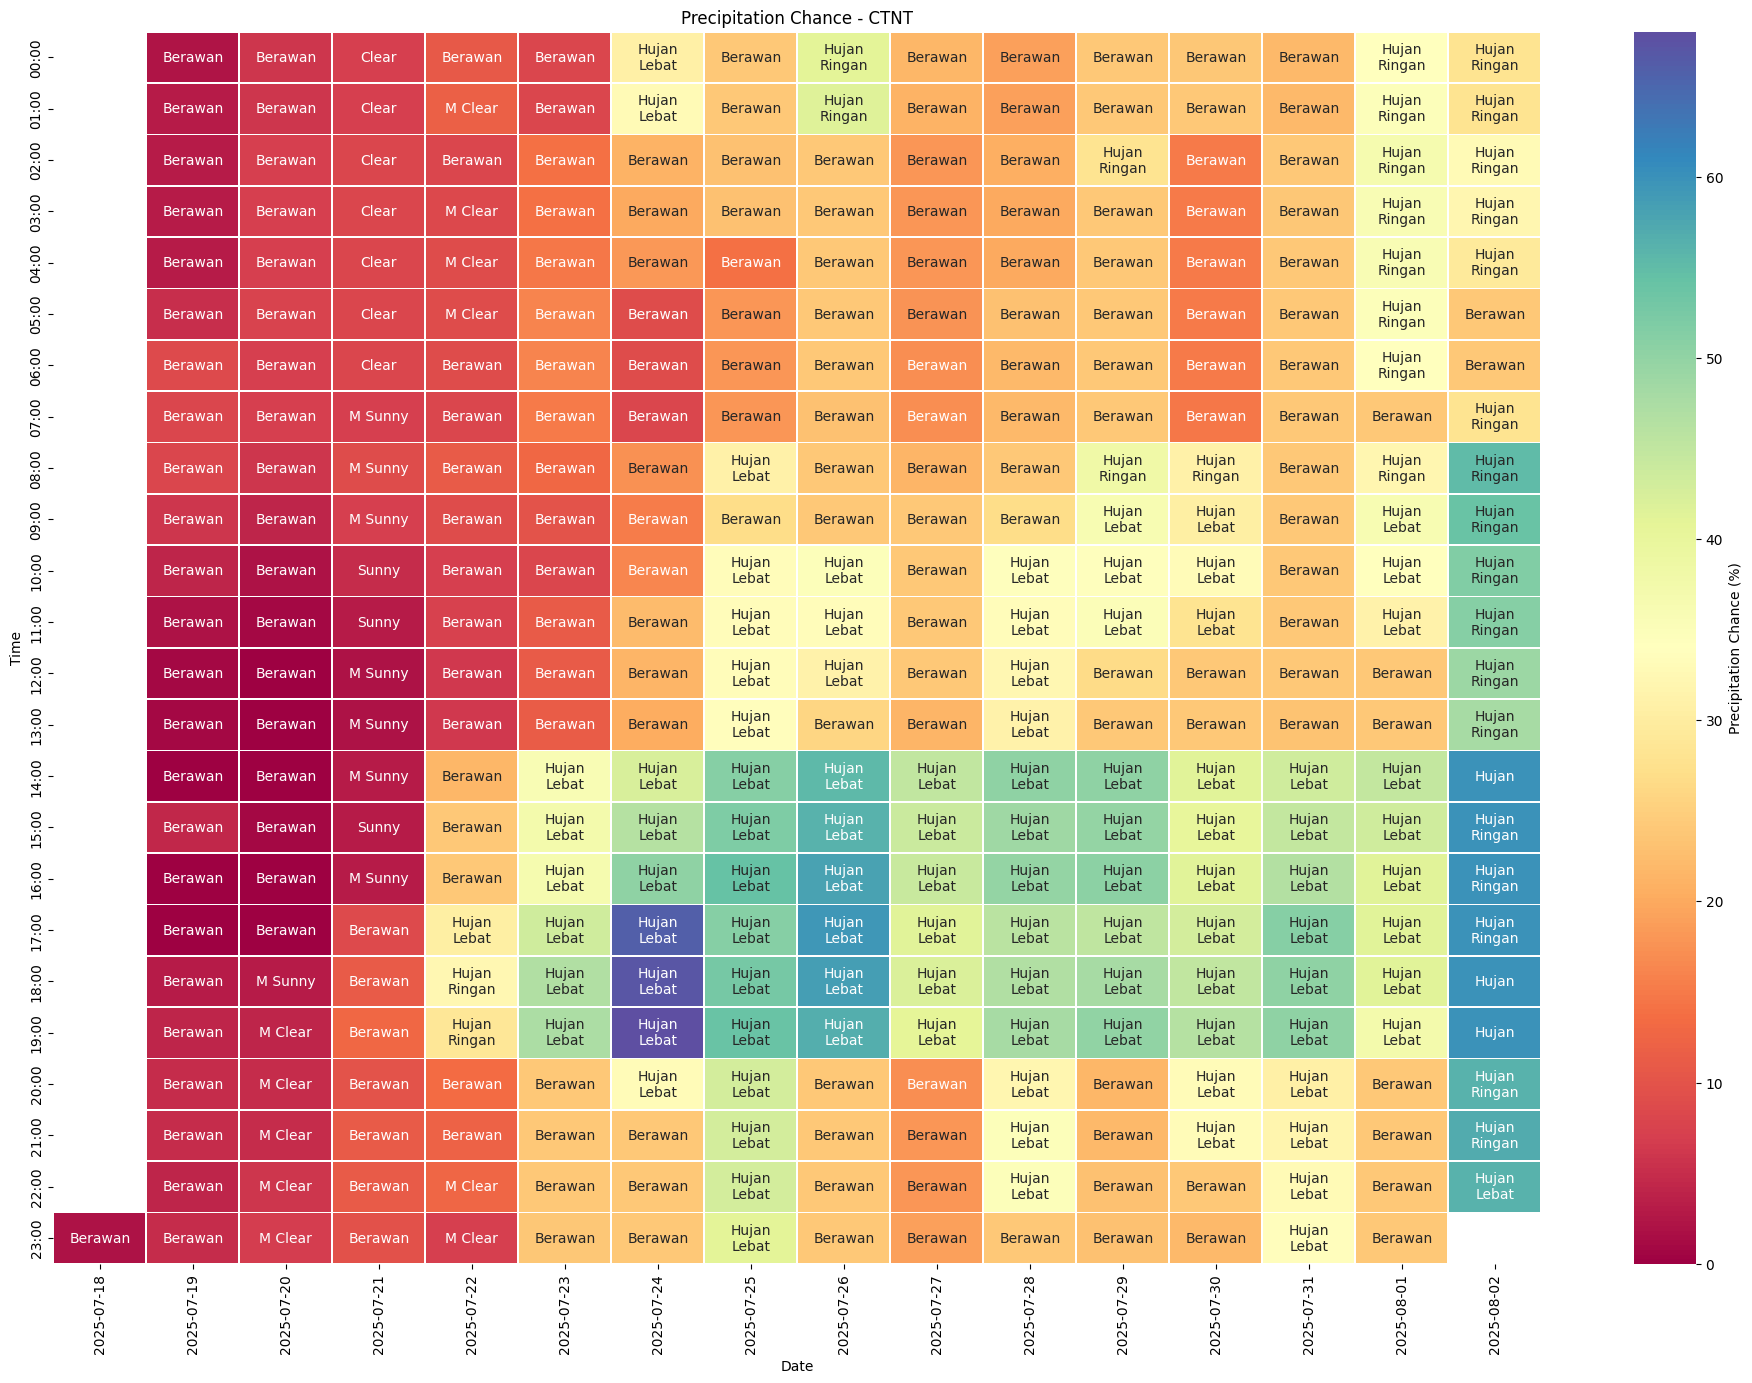 Precipitation Chance - CTNT
00:00 Berawan Berawan Clear Berawan Berawan Hujan Lebat Berawan Hujan Ringan Berawan Berawan Berawan Berawan Berawan Hujan Ringan Hujan Ringan
01:00 Berawan Berawan Clear M Clear Berawan Hujan Lebat Berawan Hujan Ringan Berawan Berawan Berawan Berawan Berawan Hujan Ringan Hujan Ringan
02:00 Berawan Berawan Clear Berawan Berawan Berawan Berawan Berawan Berawan Berawan Hujan Ringan Berawan Berawan Hujan Ringan Hujan Ringan
03:00 Berawan Berawan Clear M Clear Berawan Berawan Berawan Berawan Berawan Berawan Berawan Berawan Berawan Hujan Ringan Hujan Ringan
04:00 Berawan Berawan Clear M Clear Berawan Berawan Berawan Berawan Berawan Berawan Berawan Berawan Berawan Hujan Ringan Hujan Ringan
05:00 Berawan Berawan Clear M Clear Berawan Berawan Berawan Berawan Berawan Berawan Berawan Berawan Berawan Hujan Ringan Berawan
06:00 Berawan Berawan Clear Berawan Berawan Berawan Berawan Berawan Berawan Berawan Berawan Berawan Berawan Hujan Ringan Berawan
07:00 Berawan Berawan M Sunny Berawan Berawan Berawan Berawan Berawan Berawan Berawan Berawan Berawan Berawan Berawan Hujan Ringan
08:00 Berawan Berawan M Sunny Berawan Berawan Berawan Hujan Lebat Berawan Berawan Berawan Hujan Ringan Hujan Ringan Berawan Hujan Ringan Hujan Ringan
09:00 Berawan Berawan M Sunny Berawan Berawan Berawan Berawan Berawan Berawan Berawan Hujan Lebat Hujan Lebat Berawan Hujan Lebat Hujan Ringan
10:00 Berawan Berawan Sunny Berawan Berawan Berawan Hujan Lebat Hujan Lebat Berawan Hujan Lebat Hujan Lebat Hujan Lebat Berawan Hujan Lebat Hujan Ringan
11:00 Berawan Berawan Sunny Berawan Berawan Berawan Hujan Lebat Hujan Lebat Berawan Hujan Lebat Hujan Lebat Hujan Lebat Berawan Hujan Lebat Hujan Ringan
12:00 Berawan Berawan M Sunny Berawan Berawan Berawan Hujan Lebat Hujan Lebat Berawan Hujan Lebat Berawan Berawan Berawan Berawan Hujan Ringan
13:00 Berawan Berawan M Sunny Berawan Berawan Berawan Hujan Lebat Berawan Berawan Hujan Lebat Berawan Berawan Berawan Berawan Hujan Ringan
14:00 Berawan Berawan M Sunny Berawan Hujan Lebat Hujan Lebat Hujan Lebat Hujan Lebat Hujan Lebat Hujan Lebat Hujan Lebat Hujan Lebat Hujan Lebat Hujan Lebat Hujan
15:00 Berawan Berawan Sunny Berawan Hujan Lebat Hujan Lebat Hujan Lebat Hujan Lebat Hujan Lebat Hujan Lebat Hujan Lebat Hujan Lebat Hujan Lebat Hujan Lebat Hujan Ringan
16:00 Berawan Berawan M Sunny Berawan Hujan Lebat Hujan Lebat Hujan Lebat Hujan Lebat Hujan Lebat Hujan Lebat Hujan Lebat Hujan Lebat Hujan Lebat Hujan Lebat Hujan Ringan
17:00 Berawan Berawan Berawan Hujan Lebat Hujan Lebat Hujan Lebat Hujan Lebat Hujan Lebat Hujan Lebat Hujan Lebat Hujan Lebat Hujan Lebat Hujan Lebat Hujan Lebat Hujan Ringan
18:00 Berawan M Sunny Berawan Hujan Ringan Hujan Lebat Hujan Lebat Hujan Lebat Hujan Lebat Hujan Lebat Hujan Lebat Hujan Lebat Hujan Lebat Hujan Lebat Hujan Lebat Hujan
19:00 Berawan M Clear Berawan Hujan Ringan Hujan Lebat Hujan Lebat Hujan Lebat Hujan Lebat Hujan Lebat Hujan Lebat Hujan Lebat Hujan Lebat Hujan Lebat Hujan Lebat Hujan
20:00 Berawan M Clear Berawan Berawan Berawan Hujan Lebat Hujan Lebat Berawan Berawan Hujan Lebat Berawan Hujan Lebat Hujan Lebat Berawan Hujan Ringan
21:00 Berawan M Clear Berawan Berawan Berawan Berawan Hujan Lebat Berawan Berawan Hujan Lebat Berawan Hujan Lebat Hujan Lebat Berawan Hujan Ringan
22:00 Berawan M Clear Berawan M Clear Berawan Berawan Hujan Lebat Berawan Berawan Hujan Lebat Berawan Berawan Hujan Lebat Berawan Hujan Lebat
23:00 Berawan Berawan M Clear Berawan M Clear Berawan Berawan Hujan Lebat Berawan Berawan Berawan Berawan Berawan Hujan Lebat Berawan
Time
2025-07-18 2025-07-19 2025-07-20 2025-07-21 2025-07-22 2025-07-23 2025-07-24 2025-07-25 2025-07-26 2025-07-27 2025-07-28 2025-07-29 2025-07-30 2025-07-31 2025-08-01 2025-08-02
Date
60
50
40
30
20
10
0
Precipitation Chance (%)